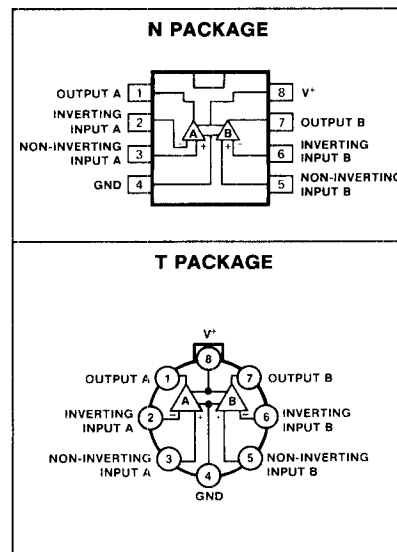 N PACKAGE
OUTPUT A 1
8 V+
INVERTING
INPUT A 2
7 OUTPUT B
A B
- + + -
NON-INVERTING
INPUT A 3
6 INVERTING
INPUT B
GND 4
5 NON-INVERTING
INPUT B
T PACKAGE
V+
8
OUTPUT A 1
7 OUTPUT B
A B
INVERTING
INPUT A 2
- + + -
6 INVERTING
INPUT B
NON-INVERTING
INPUT A 3
5 NON-INVERTING
INPUT B
4
GND